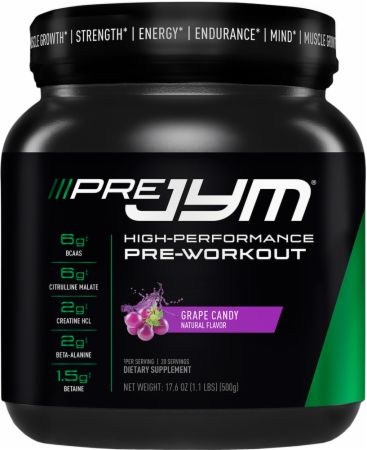 MUSCLE GROWTH* | STRENGTH* | ENERGY* | ENDURANCE* | MIND* | MUSCLE GROWTH
///PRE JYM®
HIGH-PERFORMANCE
PRE-WORKOUT
6g‡
BCAAS
6g‡
CITRULLINE MALATE
2g‡
CREATINE HCL
2g‡
BETA-ALANINE
1.5g‡
BETAINE
GRAPE CANDY
NATURAL FLAVOR
‡PER SERVING | 20 SERVINGS
DIETARY SUPPLEMENT
NET WEIGHT: 17.6 OZ (1.1 LBS) (500g)